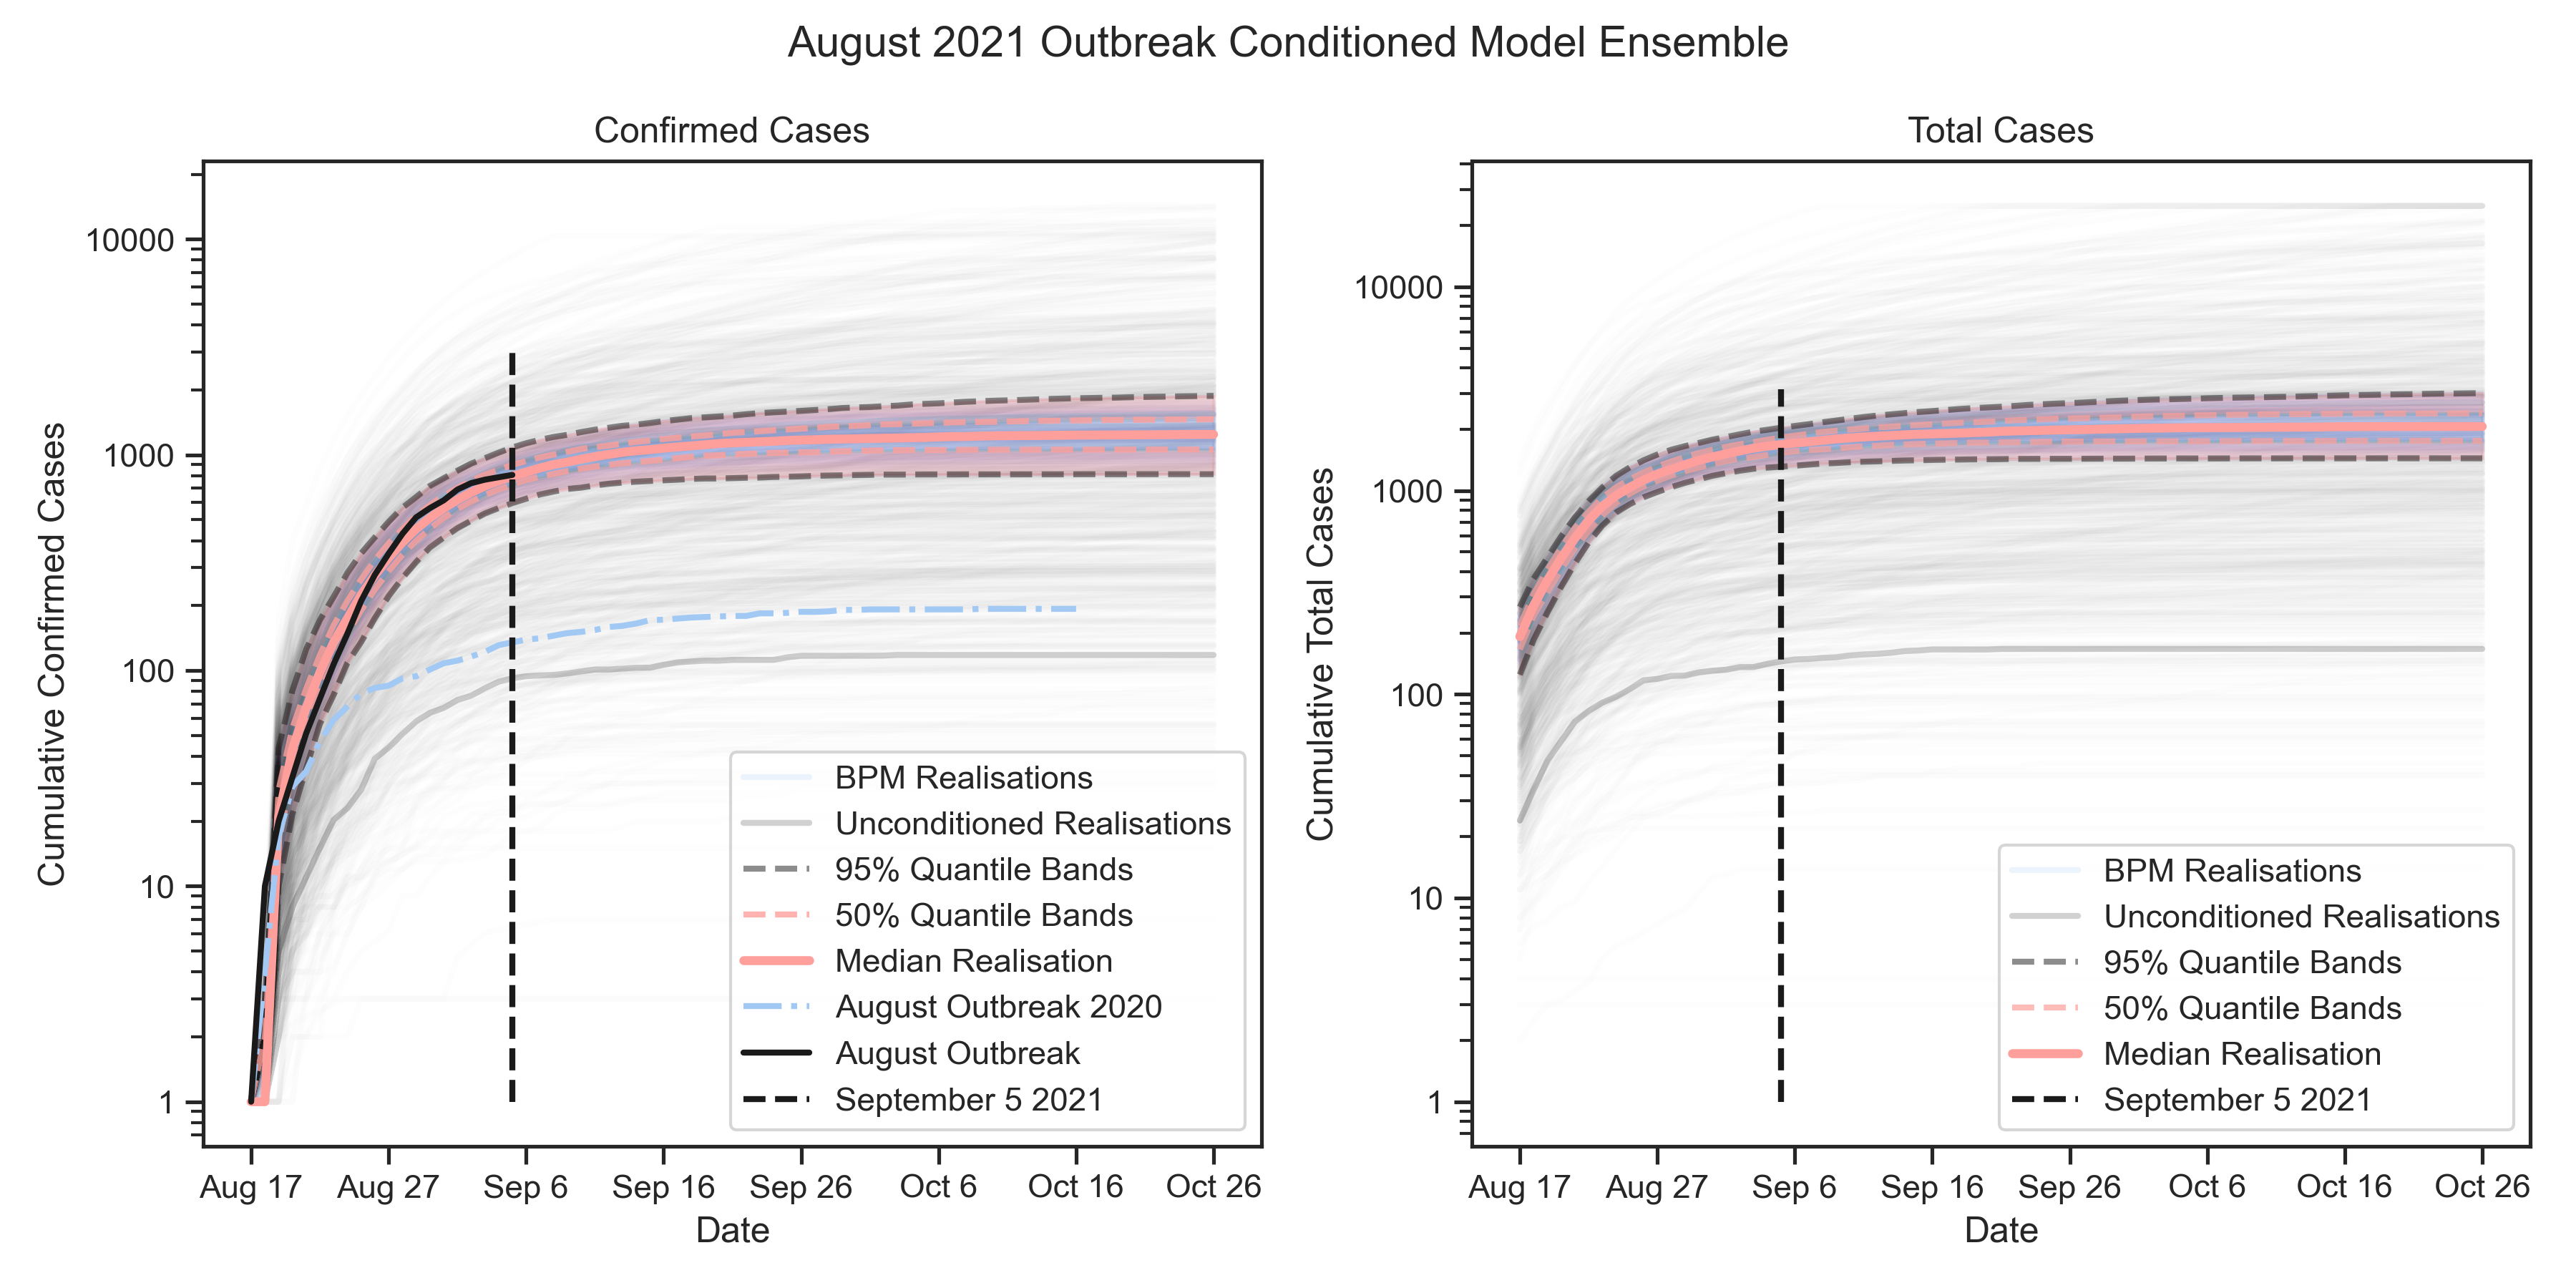 August 2021 Outbreak Conditioned Model Ensemble
Confirmed Cases
Cumulative Confirmed Cases
10000
1000
100
10
1
BPM Realisations
Unconditioned Realisations
95% Quantile Bands
50% Quantile Bands
Median Realisation
August Outbreak 2020
August Outbreak
September 5 2021
Aug 17 Aug 27 Sep 6 Sep 16 Sep 26 Oct 6 Oct 16 Oct 26
Date
Total Cases
Cumulative Total Cases
10000
1000
100
10
1
BPM Realisations
Unconditioned Realisations
95% Quantile Bands
50% Quantile Bands
Median Realisation
September 5 2021
Aug 17 Aug 27 Sep 6 Sep 16 Sep 26 Oct 6 Oct 16 Oct 26
Date